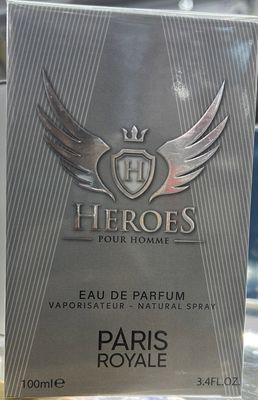 H
HEROES
POUR HOMME
EAU DE PARFUM
VAPORISATEUR - NATURAL SPRAY
PARIS
ROYALE
100ml℮ 3.4FL.OZ.